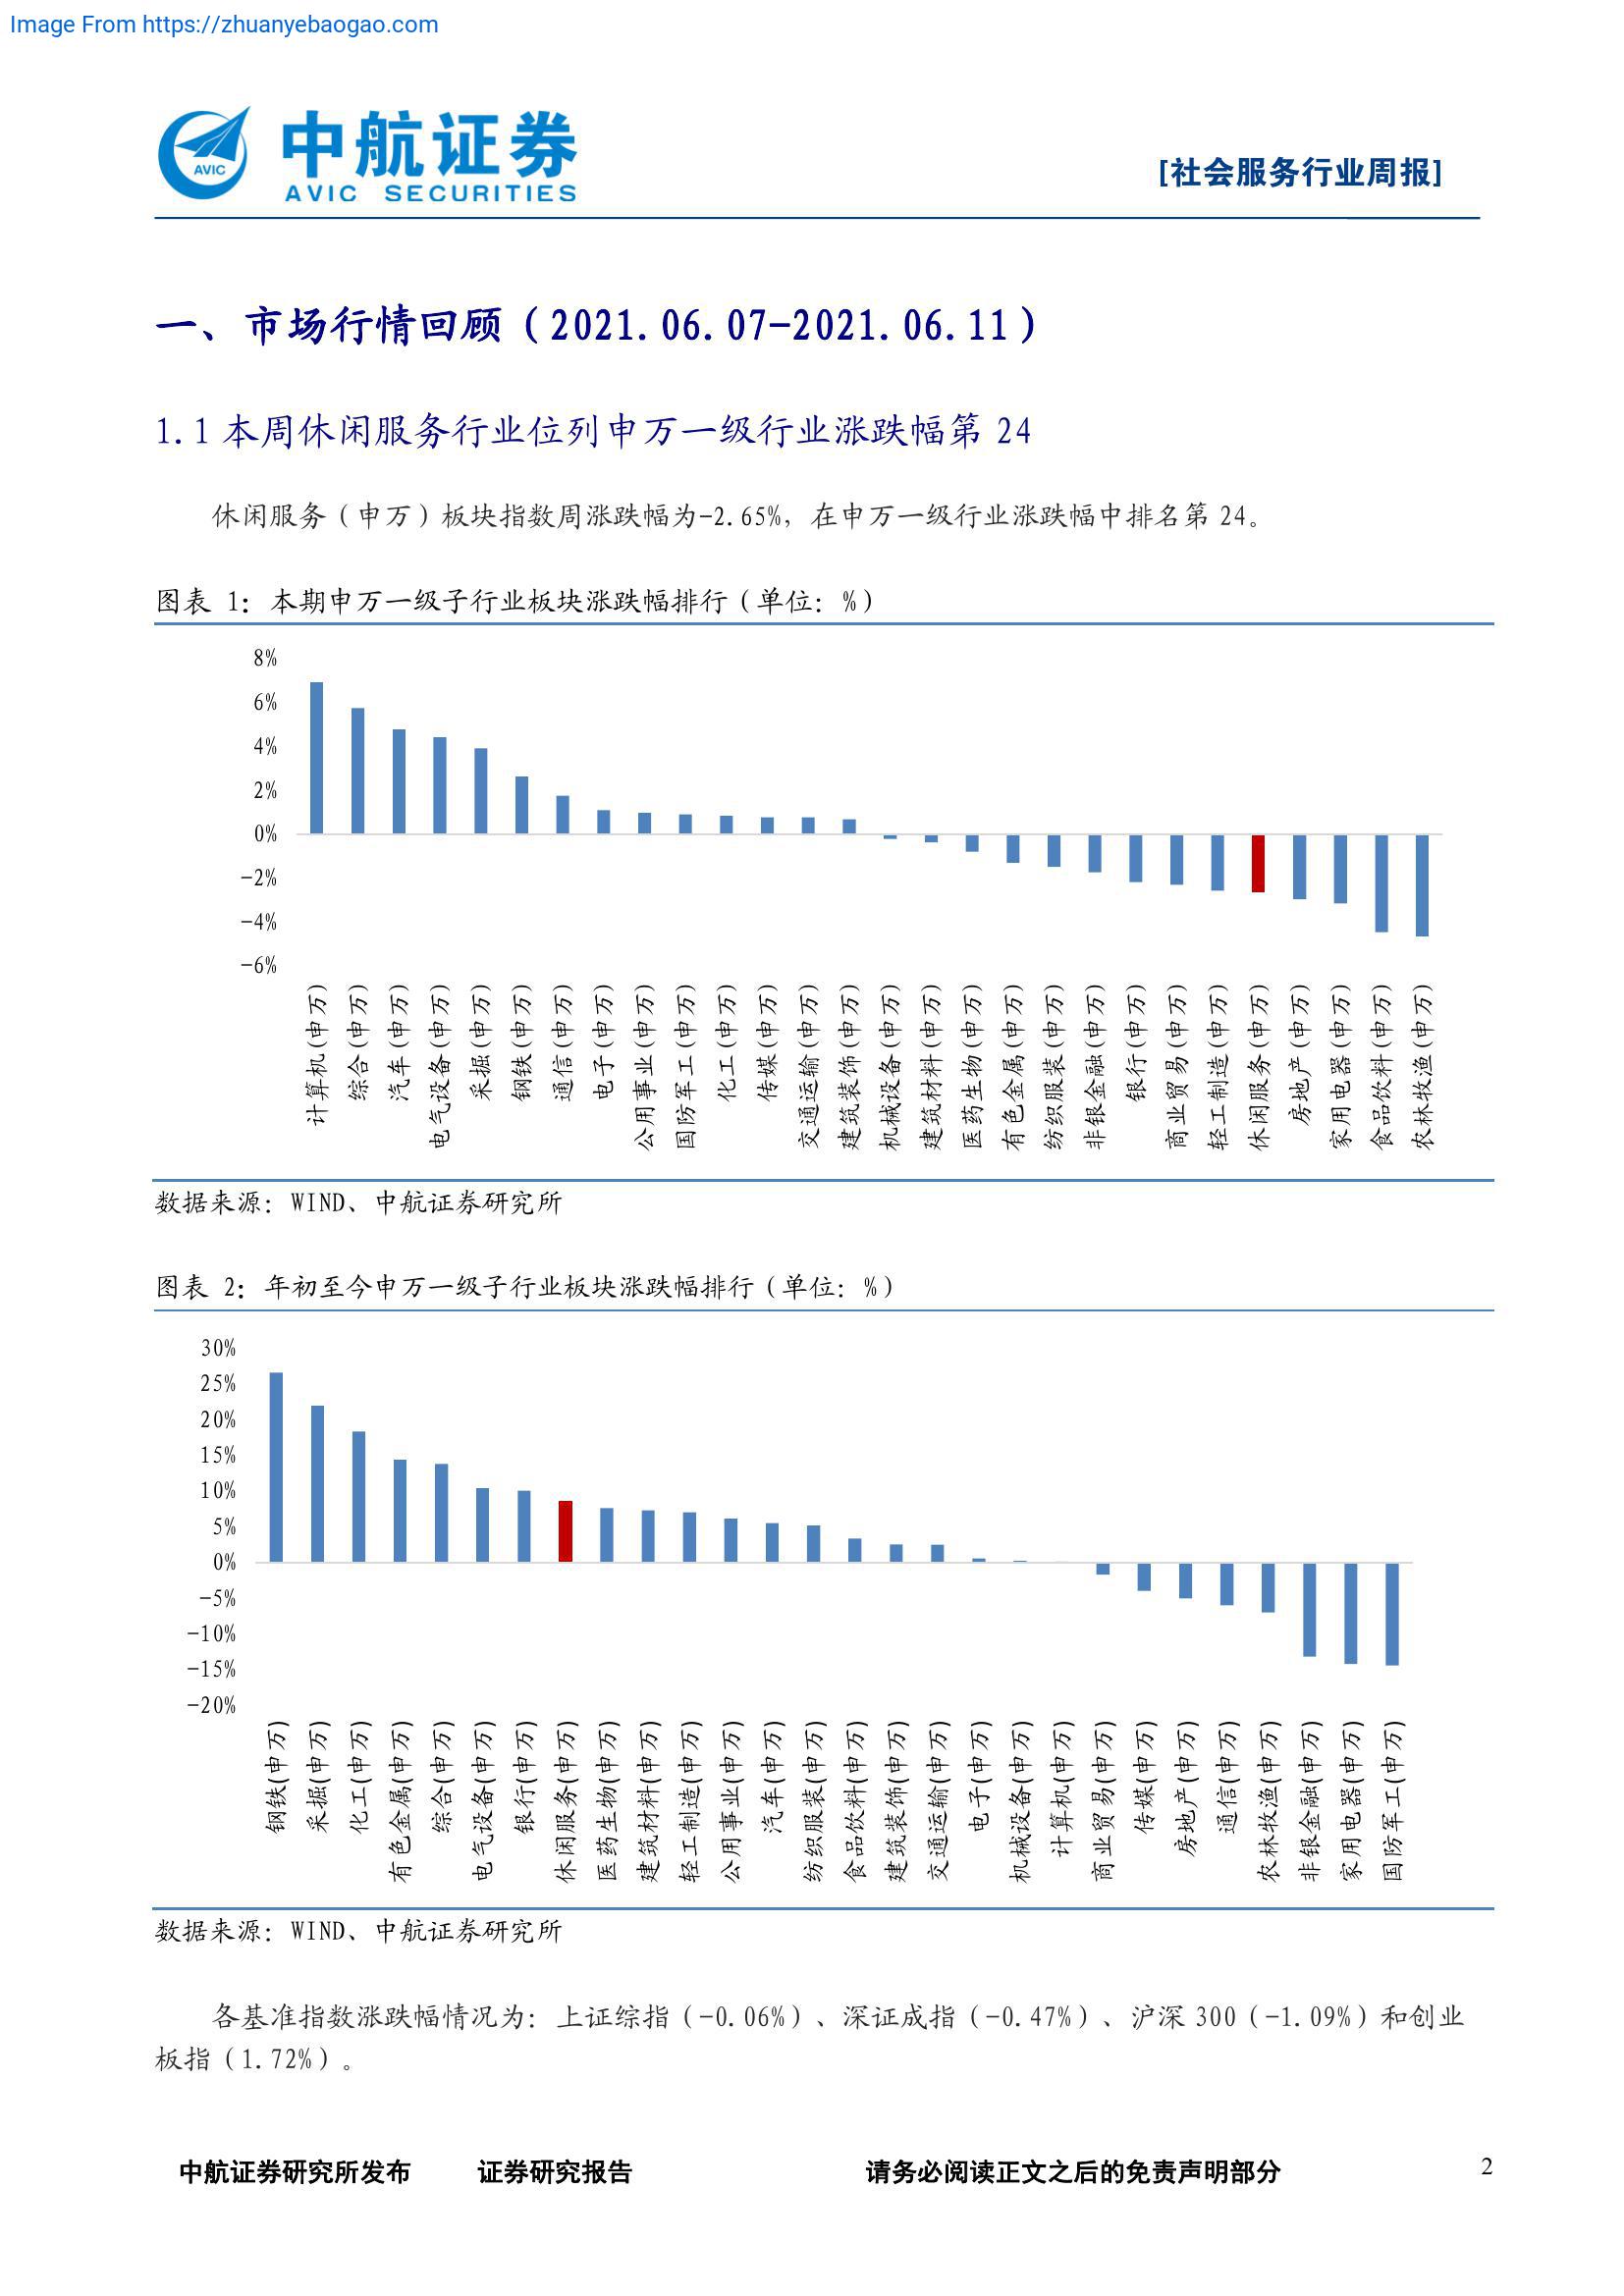 Image From https://zhuanyebaogao.com
AVIC
中航证券
AVIC SECURITIES
[社会服务行业周报]
一、市场行情回顾（2021.06.07-2021.06.11）
1.1 本周休闲服务行业位列申万一级行业涨跌幅第 24
休闲服务（申万）板块指数周涨跌幅为-2.65%，在申万一级行业涨跌幅中排名第 24。
图表 1：本期申万一级子行业板块涨跌幅排行（单位：%）
8%
6%
4%
2%
0%
-2%
-4%
-6%
计算机(申万)
综合(申万)
汽车(申万)
电气设备(申万)
采掘(申万)
钢铁(申万)
通信(申万)
电子(申万)
公用事业(申万)
国防军工(申万)
化工(申万)
传媒(申万)
交通运输(申万)
建筑装饰(申万)
机械设备(申万)
建筑材料(申万)
医药生物(申万)
有色金属(申万)
纺织服装(申万)
非银金融(申万)
银行(申万)
商业贸易(申万)
轻工制造(申万)
休闲服务(申万)
房地产(申万)
家用电器(申万)
食品饮料(申万)
农林牧渔(申万)
数据来源：WIND、中航证券研究所
图表 2：年初至今申万一级子行业板块涨跌幅排行（单位：%）
30%
25%
20%
15%
10%
5%
0%
-5%
-10%
-15%
-20%
钢铁(申万)
采掘(申万)
化工(申万)
有色金属(申万)
综合(申万)
电气设备(申万)
银行(申万)
休闲服务(申万)
医药生物(申万)
建筑材料(申万)
轻工制造(申万)
公用事业(申万)
汽车(申万)
纺织服装(申万)
食品饮料(申万)
建筑装饰(申万)
交通运输(申万)
电子(申万)
机械设备(申万)
计算机(申万)
商业贸易(申万)
传媒(申万)
房地产(申万)
通信(申万)
农林牧渔(申万)
非银金融(申万)
家用电器(申万)
国防军工(申万)
数据来源：WIND、中航证券研究所
各基准指数涨跌幅情况为：上证综指（-0.06%）、深证成指（-0.47%）、沪深 300（-1.09%）和创业
板指（1.72%）。
中航证券研究所发布 证券研究报告 请务必阅读正文之后的免责声明部分 2